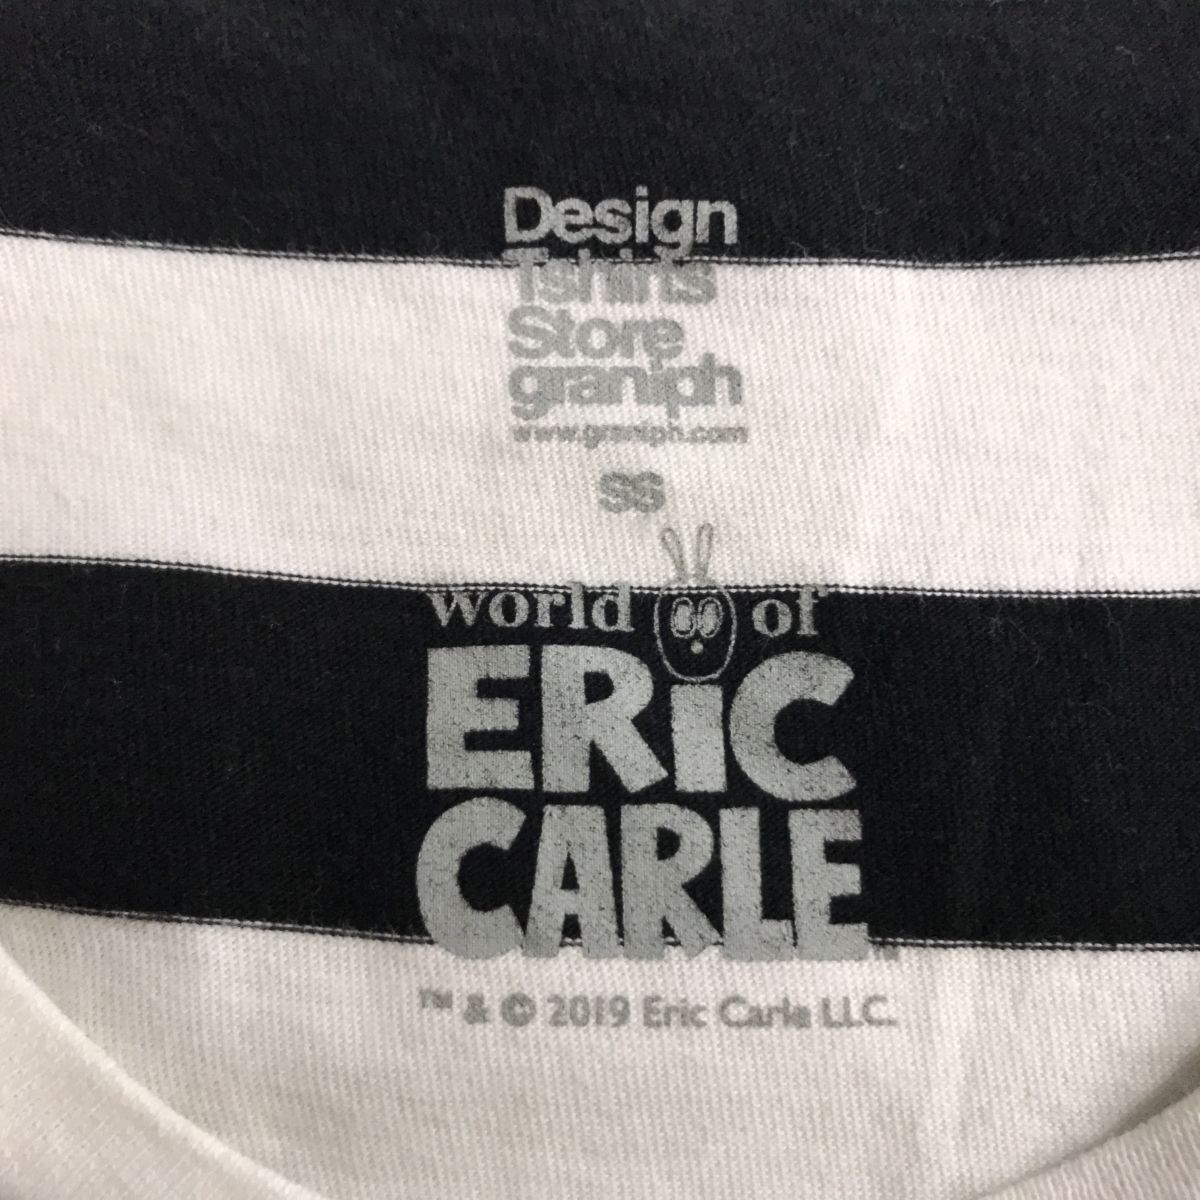 Design
Tshirts
Store
graniph
www.graniph.com
SS
world of
ERiC
CARLE
™ & © 2019 Eric Carle LLC.